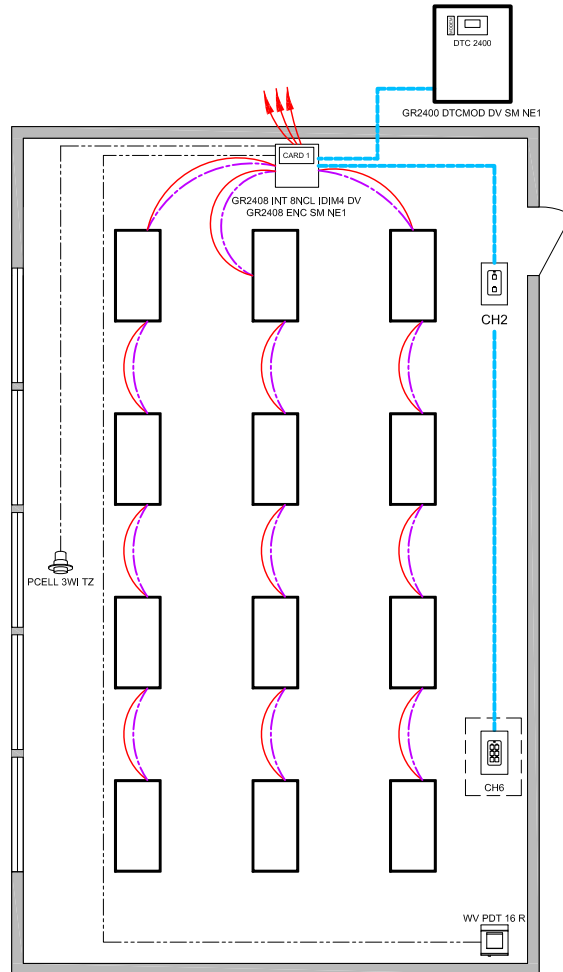 MODEM
DTC 2400
GR2400 DTCMOD DV SM NE1
CARD 1
GR2408 INT 8NCL IDIM4 DV
GR2408 ENC SM NE1
CH2
PCELL 3WI TZ
CH6
WV PDT 16 R